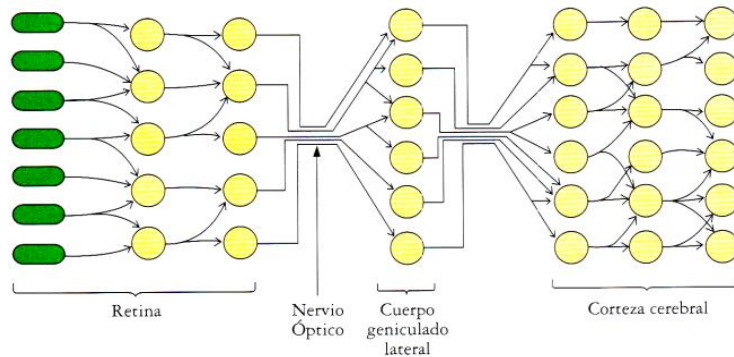 Retina
Nervio
Óptico
Cuerpo
geniculado
lateral
Corteza cerebral